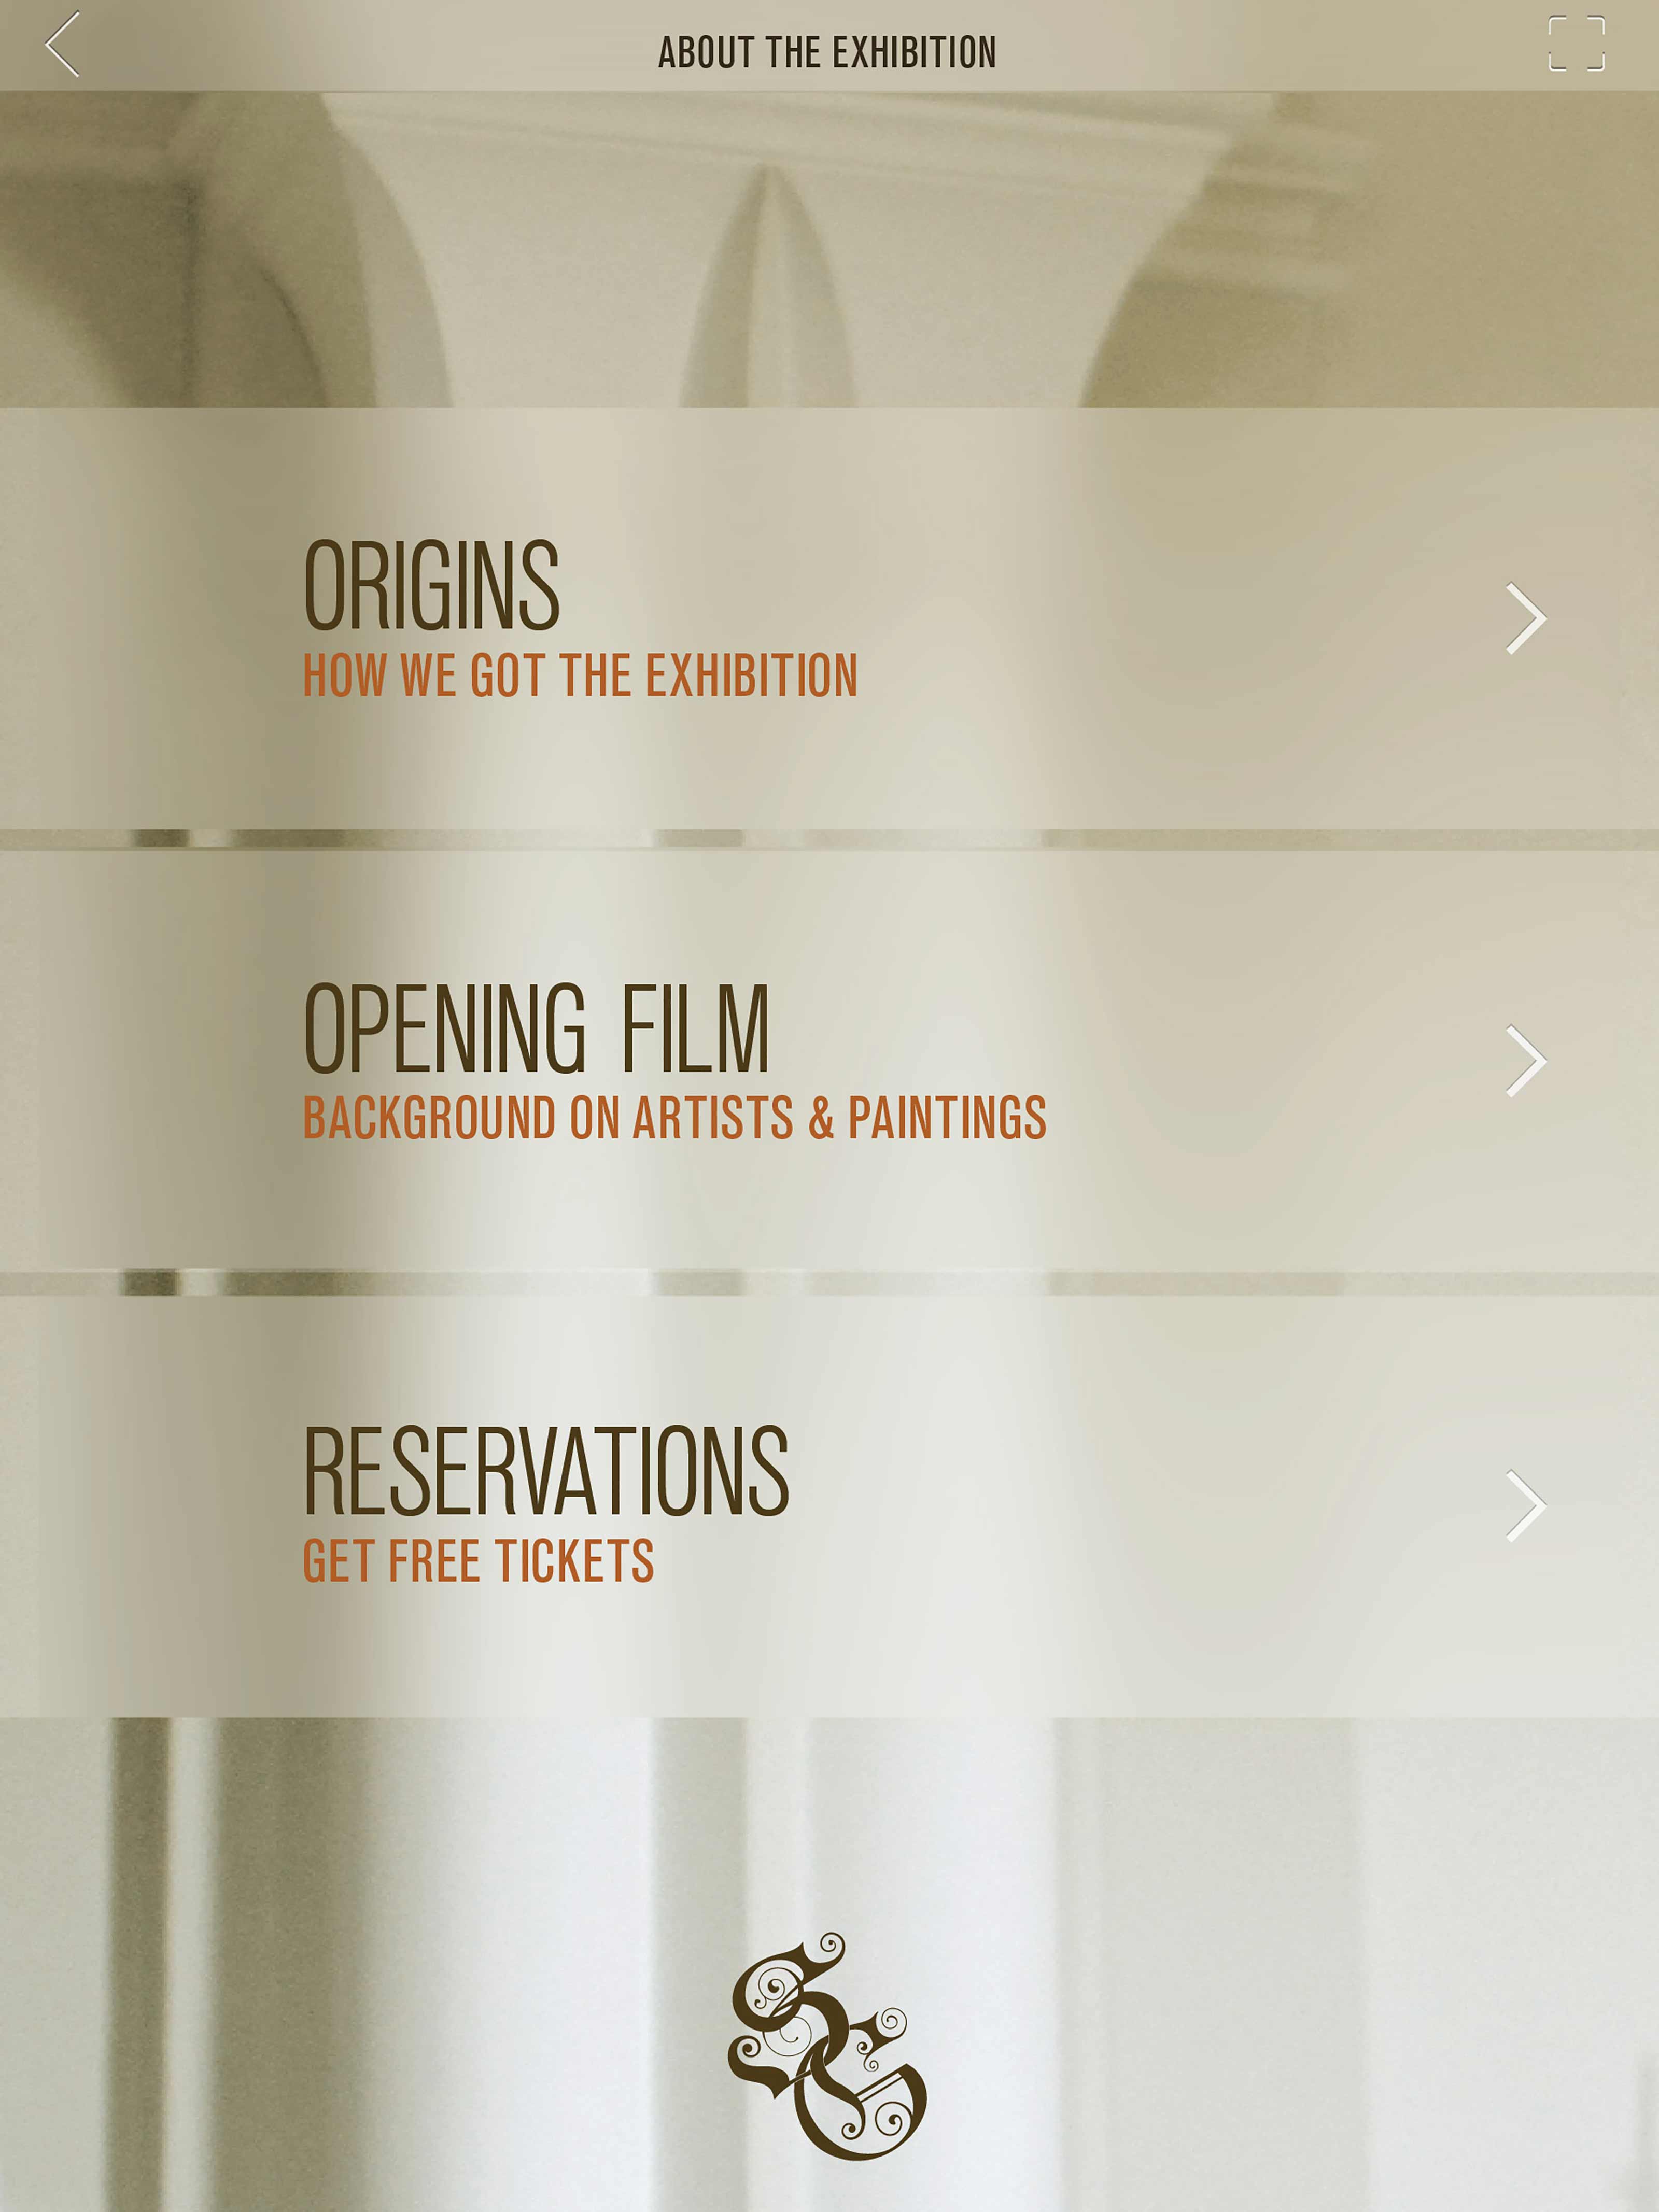 ABOUT THE EXHIBITION
ORIGINS
HOW WE GOT THE EXHIBITION
OPENING FILM
BACKGROUND ON ARTISTS & PAINTINGS
RESERVATIONS
GET FREE TICKETS